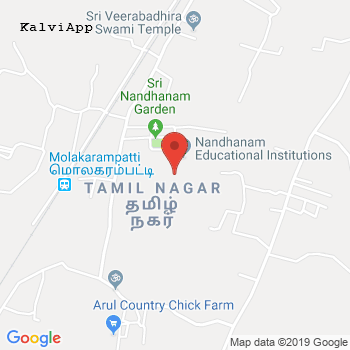 Sri Veerabadhira
Swami Temple
KalviApp
Sri
Nandhanam
Garden
Nandhanam
Educational Institutions
Molakarampatti
மொலகரம்பட்டி
TAMIL NAGAR
தமிழ்
நகர்
Arul Country Chick Farm
Google
Map data ©2019 Google